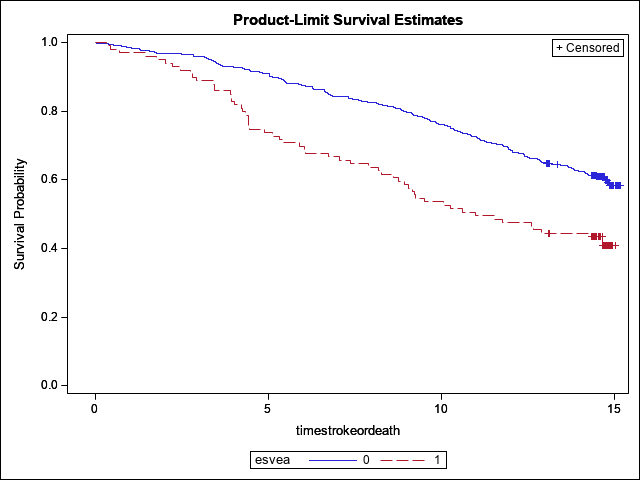 Product-Limit Survival Estimates
+ Censored
1.0
0.8
0.6
0.4
0.2
0.0
Survival Probability
0 5 10 15
timestrokeordeath
esvea 0 1